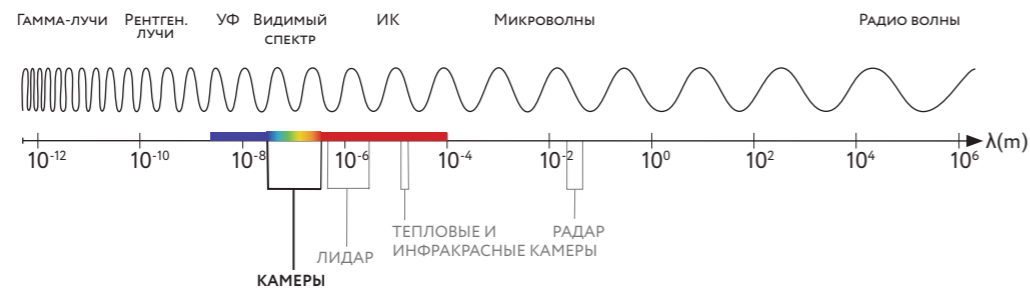 Гамма-лучи
Рентген.
лучи
УФ
Видимый
спектр
ИК
Микроволны
Радио волны
10-12
10-10
10-8
10-6
10-4
10-2
100
102
104
106
λ(m)
ТЕПЛОВЫЕ И
ИНФРАКРАСНЫЕ КАМЕРЫ
РАДАР
ЛИДАР
КАМЕРЫ